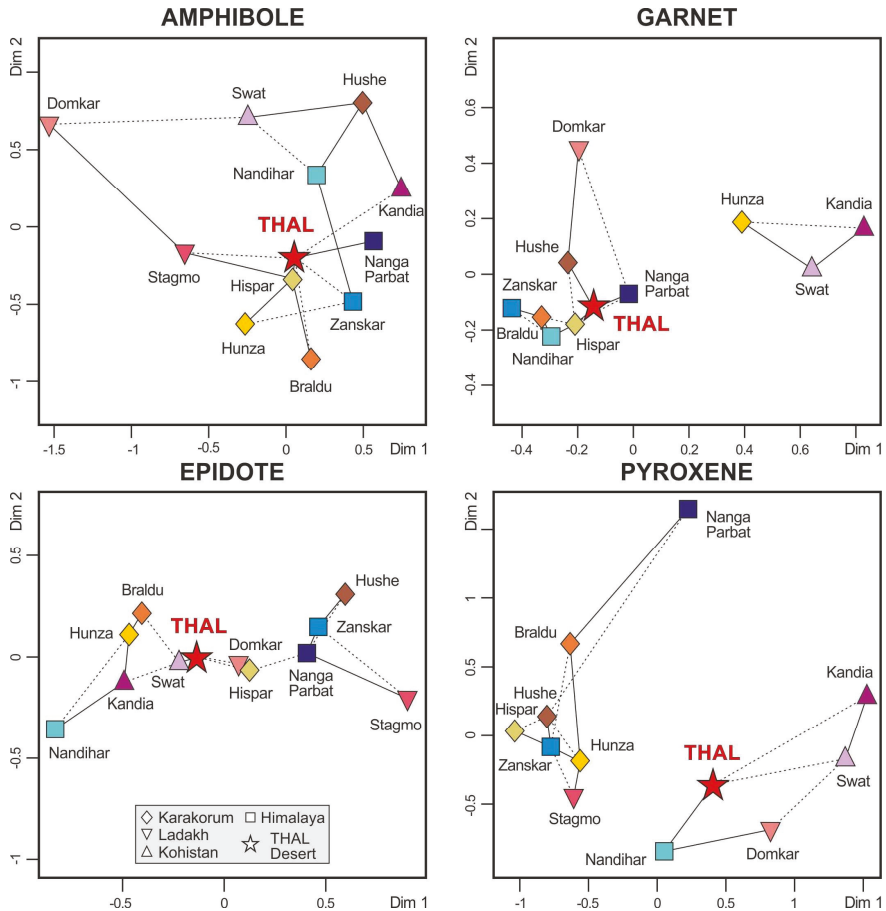 AMPHIBOLE
Dim 2
1
0.5
0
-0.5
-1
-1.5
-0.5
0
0.5
Dim 1
Domkar
Swat
Hushe
Nandihar
Kandia
THAL
Stagmo
Hispar
Nanga
Parbat
Hunza
Zanskar
Braldu
GARNET
Dim 2
0.6
0.4
0.2
0
-0.2
-0.4
-0.4
-0.2
0
0.2
0.4
0.6
Dim 1
Domkar
Hunza
Kandia
Hushe
Swat
Zanskar
Nanga
Parbat
THAL
Braldu
Hispar
Nandihar
EPIDOTE
Dim 2
0.5
0
-0.5
-1
-0.5
0
0.5
Dim 1
Braldu
Hushe
Hunza
THAL
Zanskar
Domkar
Swat
Hispar
Nanga
Parbat
Kandia
Stagmo
Nandihar
Karakorum
Himalaya
Ladakh
THAL
Kohistan
Desert
PYROXENE
Dim 2
0.5
0
-0.5
-1
-1
-0.5
0
0.5
1
Dim 1
Nanga
Parbat
Braldu
Kandia
Hushe
Hispar
Hunza
THAL
Zanskar
Swat
Stagmo
Nandihar
Domkar